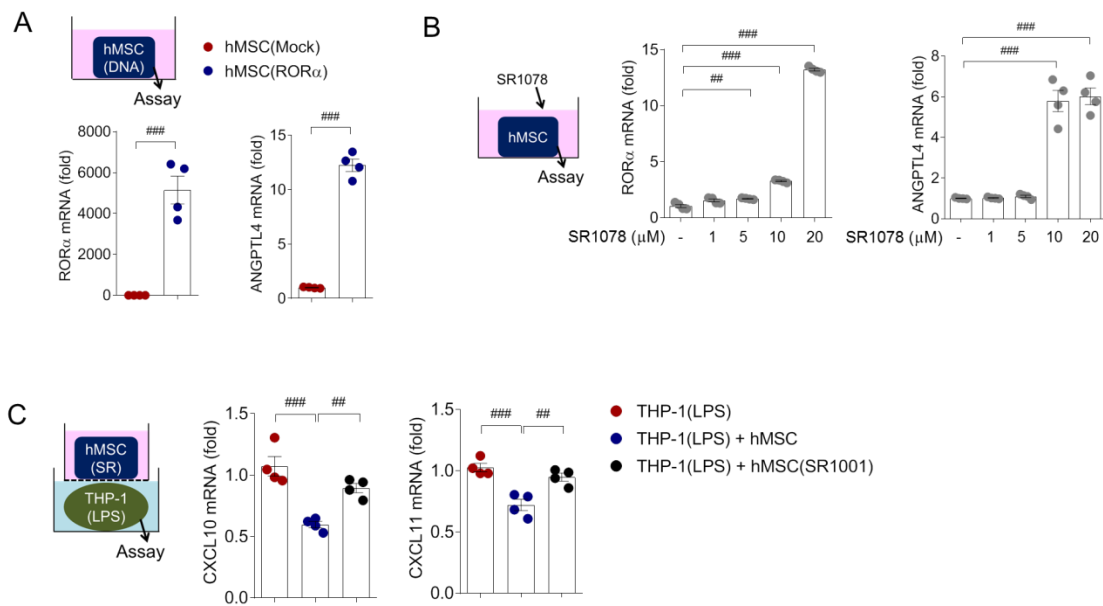 A
hMSC
(DNA)
Assay
hMSC(Mock)
hMSC(RORα)
RORα mRNA (fold)
8000
6000
4000
2000
0
###
ANGPTL4 mRNA (fold)
15
10
5
0
###
B
SR1078
hMSC
Assay
RORα mRNA (fold)
15
10
5
0
###
###
##
SR1078 (μM) - 1 5 10 20
ANGPTL4 mRNA (fold)
8
6
4
2
0
###
###
SR1078 (μM) - 1 5 10 20
C
hMSC
(SR)
THP-1
(LPS)
Assay
CXCL10 mRNA (fold)
1.5
1.0
0.5
0.0
###
##
CXCL11 mRNA (fold)
1.5
1.0
0.5
0.0
###
##
THP-1(LPS)
THP-1(LPS) + hMSC
THP-1(LPS) + hMSC(SR1001)